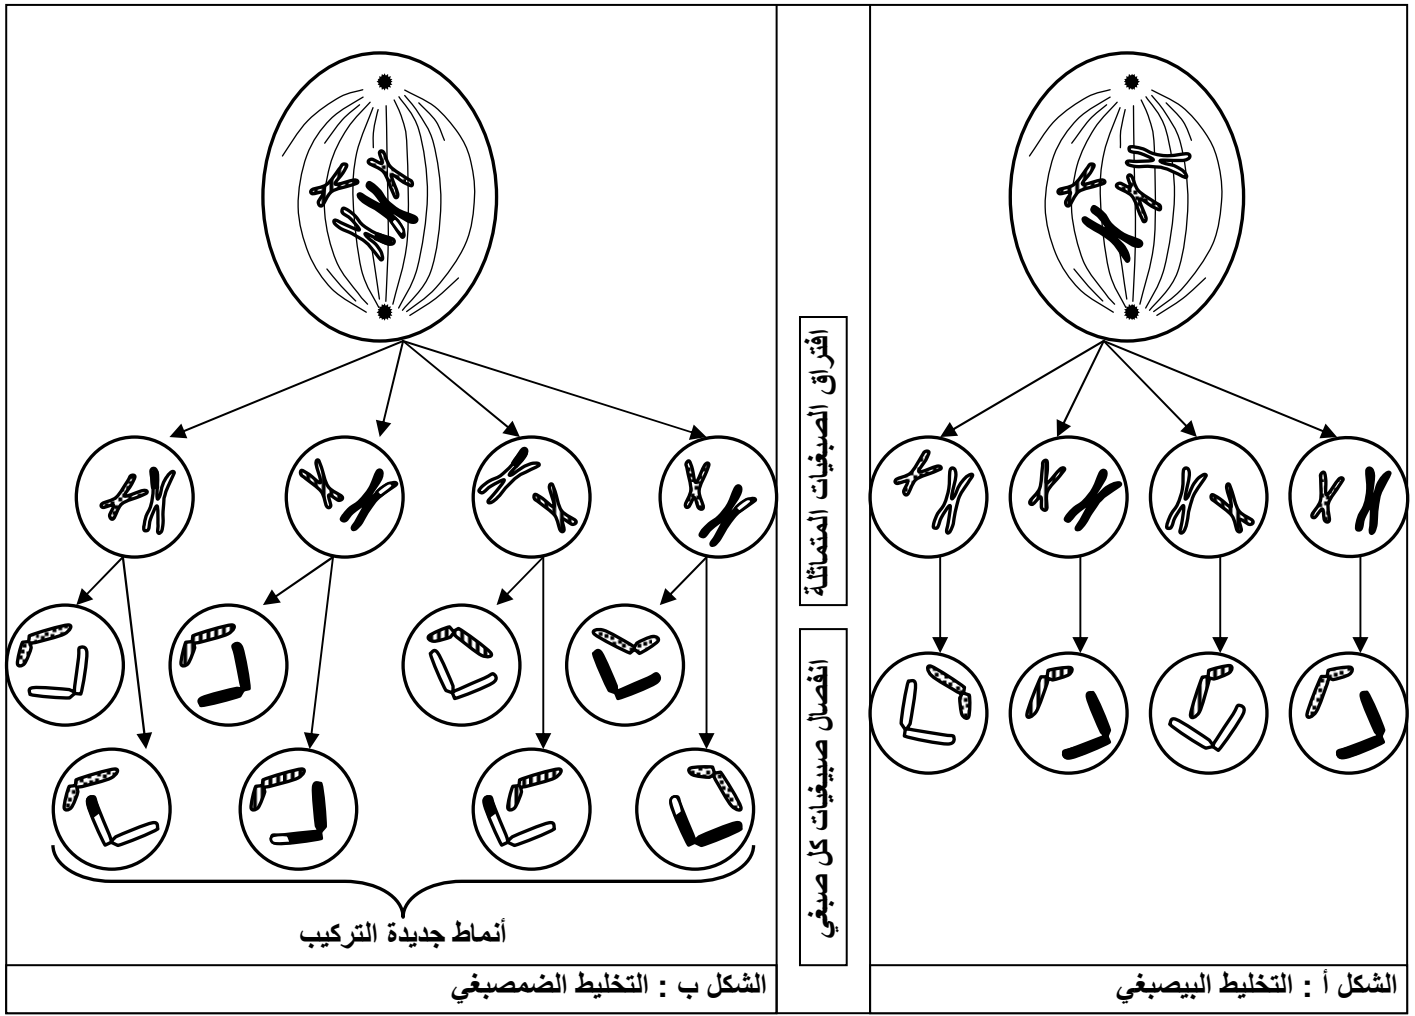 افتراق الصبغيات المتماثلة
انفصال صبيغيات كل صبغي
أنماط جديدة التركيب
الشكل أ : التخليط البيصبغي
الشكل ب : التخليط الضمصبغي